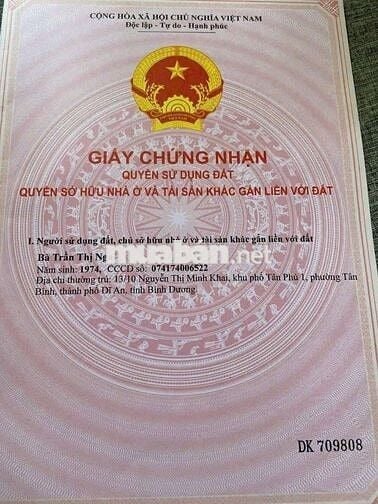 CỘNG HÒA XÃ HỘI CHỦ NGHĨA VIỆT NAM
Độc lập - Tự do - Hạnh phúc
GIẤY CHỨNG NHẬN
QUYỀN SỬ DỤNG ĐẤT
QUYỀN SỞ HỮU NHÀ Ở VÀ TÀI SẢN KHÁC GẮN LIỀN VỚI ĐẤT
I. Người sử dụng đất, chủ sở hữu nhà ở và tài sản khác gắn liền với đất
Bà Trần Thị Ng
muaban.net
Năm sinh: 1974, CCCD số: 074174006522
Địa chỉ thường trú: 13/10 Nguyễn Thị Minh Khai, khu phố Tân Phú 1, phường Tân
Bình, thành phố Dĩ An, tỉnh Bình Dương.
DK 709808